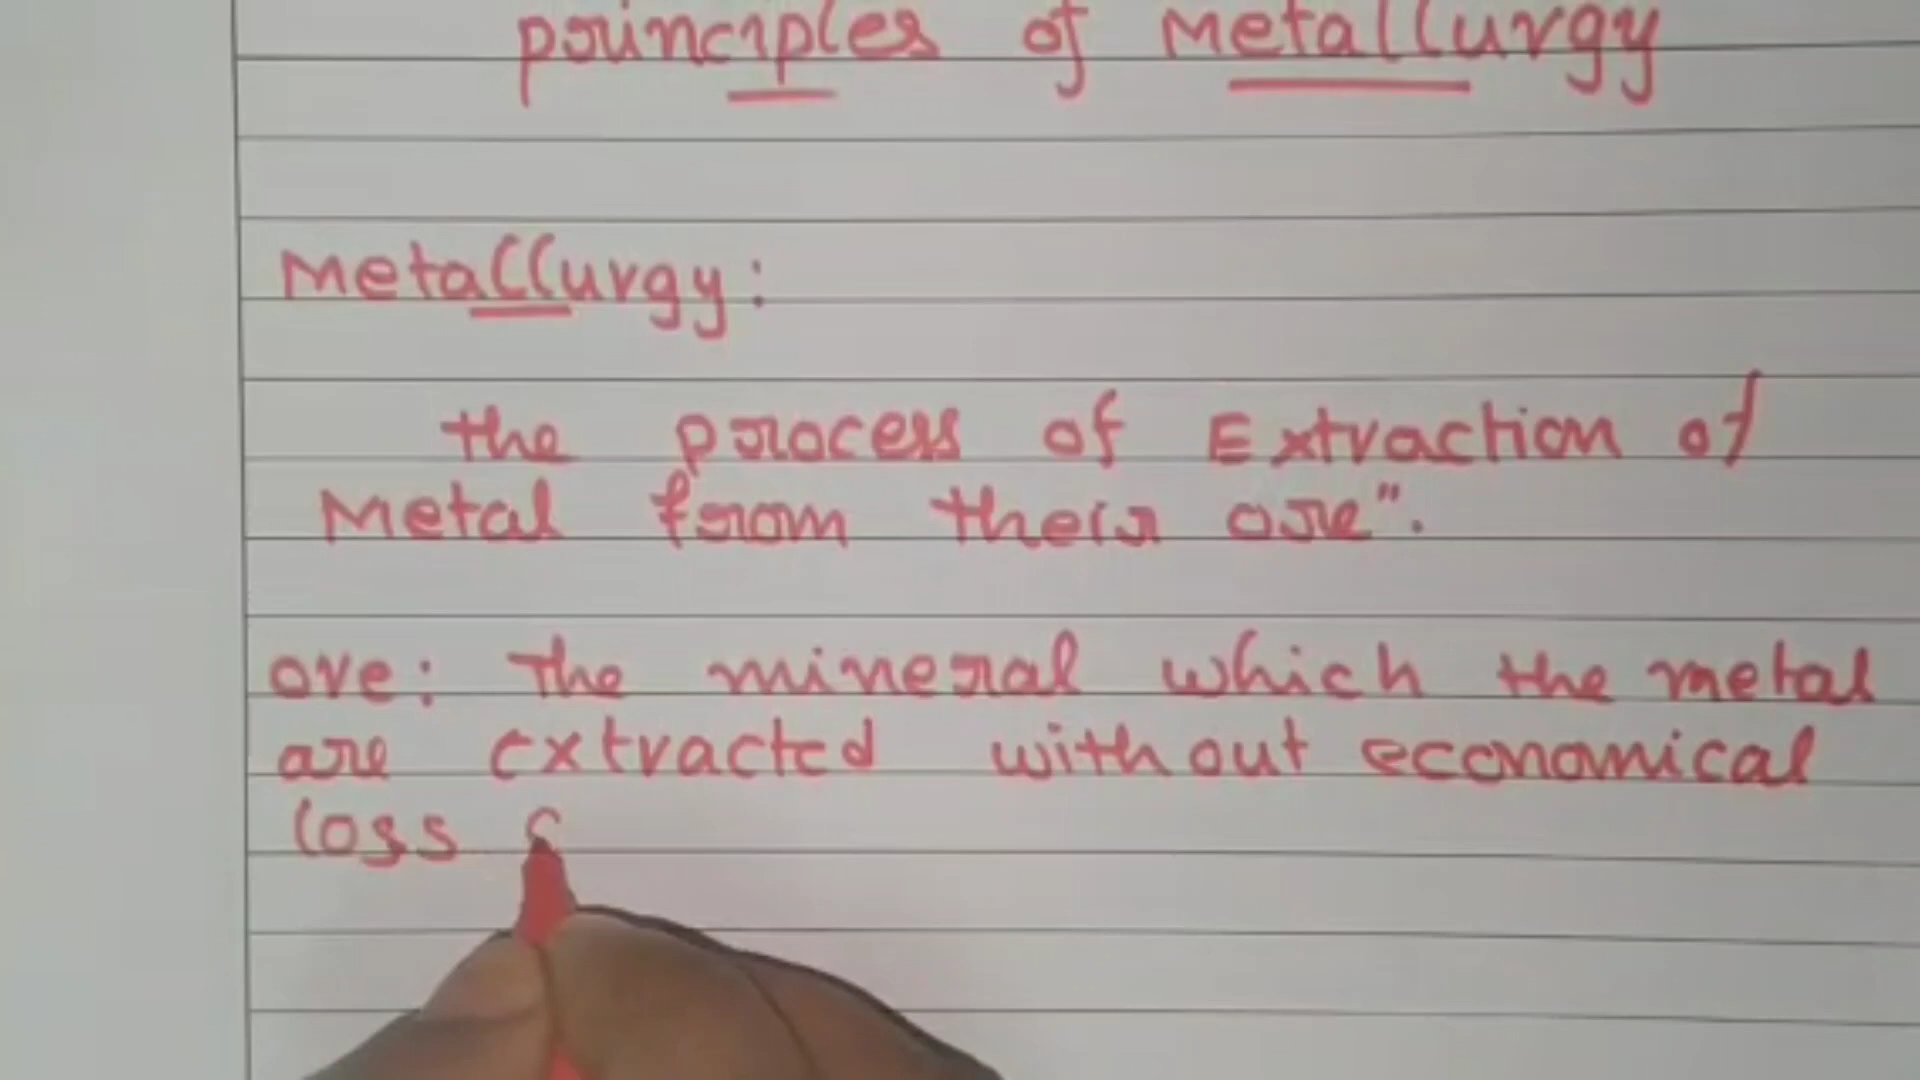 principles of Metallurgy
Metallurgy:
the process of Extraction of
Metal from their ore".
ore: The mineral which the metal
are extracted without economical
loss